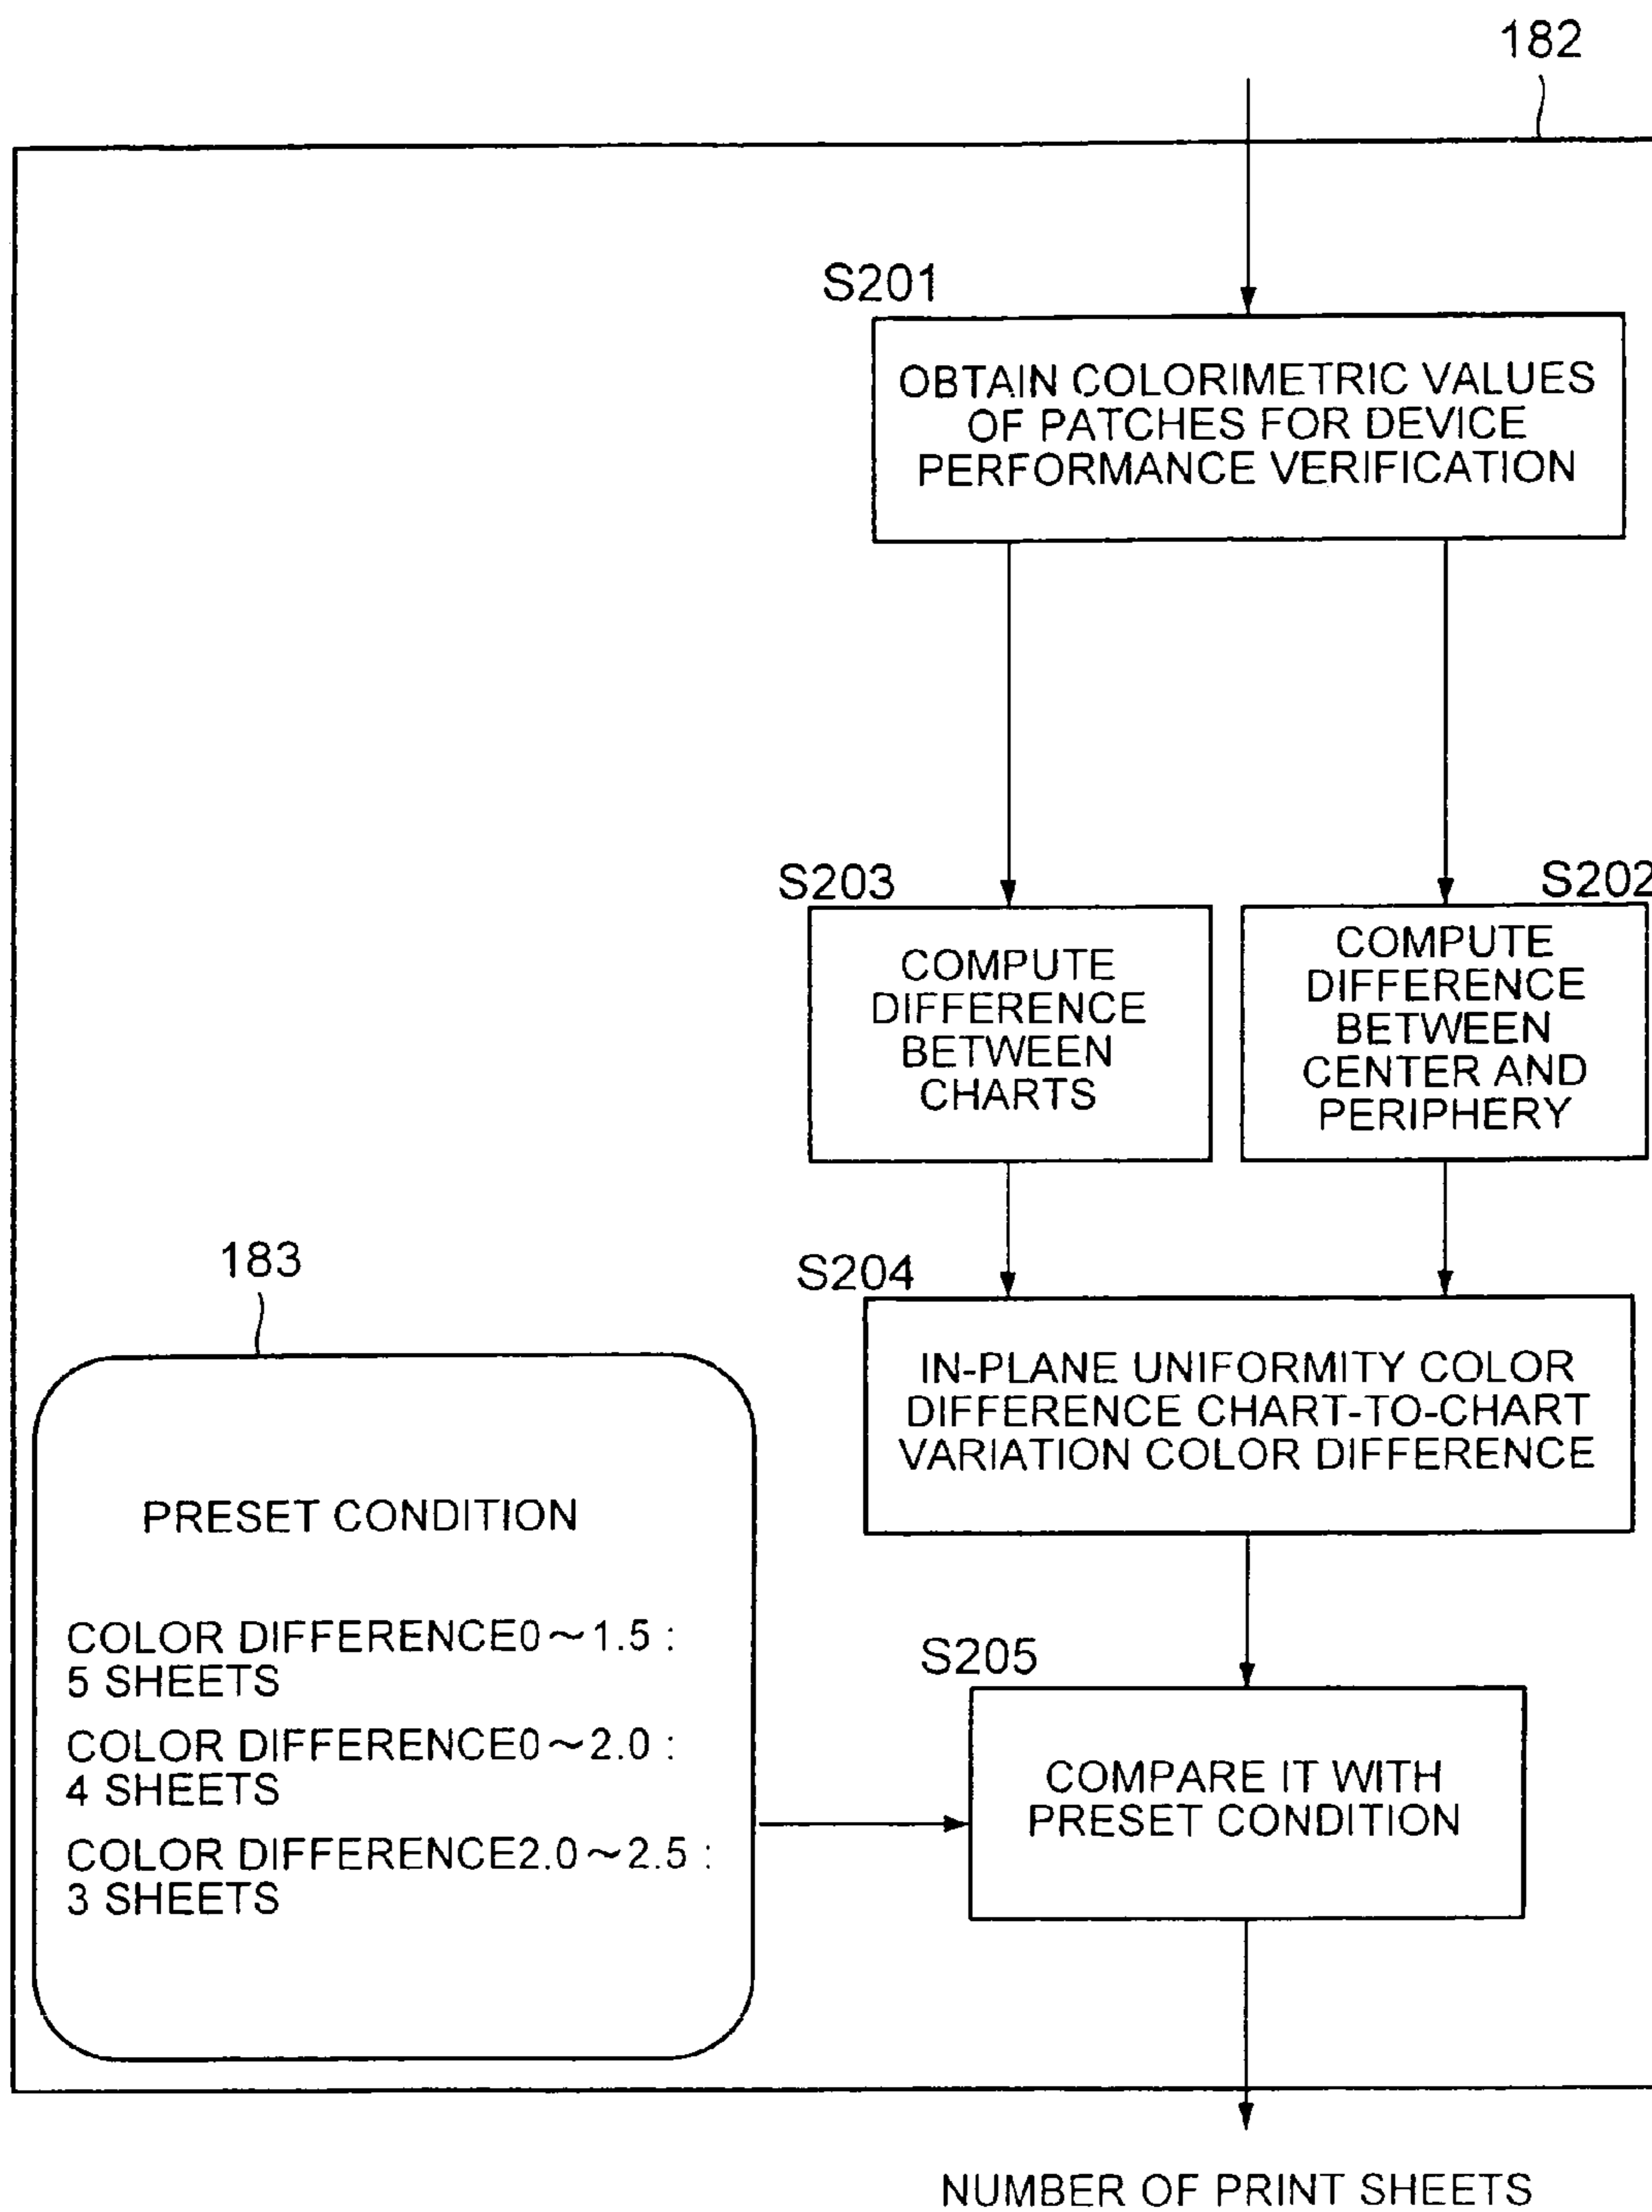 182
S201
OBTAIN COLORIMETRIC VALUES
OF PATCHES FOR DEVICE
PERFORMANCE VERIFICATION
S203
COMPUTE
DIFFERENCE
BETWEEN
CHARTS
S202
COMPUTE
DIFFERENCE
BETWEEN
CENTER AND
PERIPHERY
183
PRESET CONDITION
COLOR DIFFERENCE0~1.5 :
5 SHEETS
COLOR DIFFERENCE0~2.0 :
4 SHEETS
COLOR DIFFERENCE2.0~2.5 :
3 SHEETS
S204
IN-PLANE UNIFORMITY COLOR
DIFFERENCE CHART-TO-CHART
VARIATION COLOR DIFFERENCE
S205
COMPARE IT WITH
PRESET CONDITION
NUMBER OF PRINT SHEETS